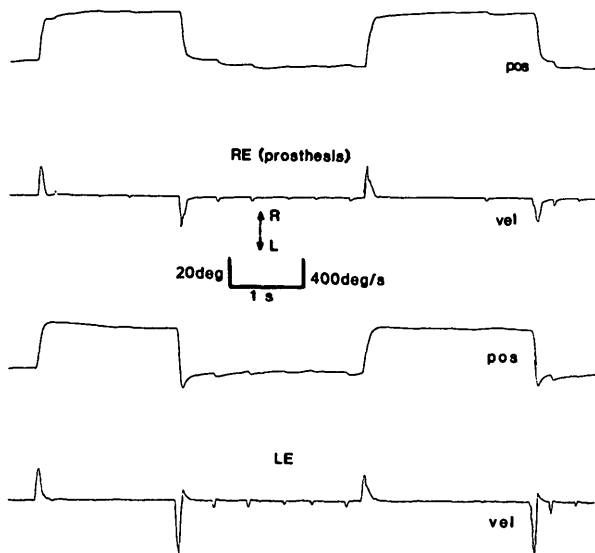 pos
RE (prosthesis)
vel
R
L
20deg
400deg/s
1 s
pos
LE
vel